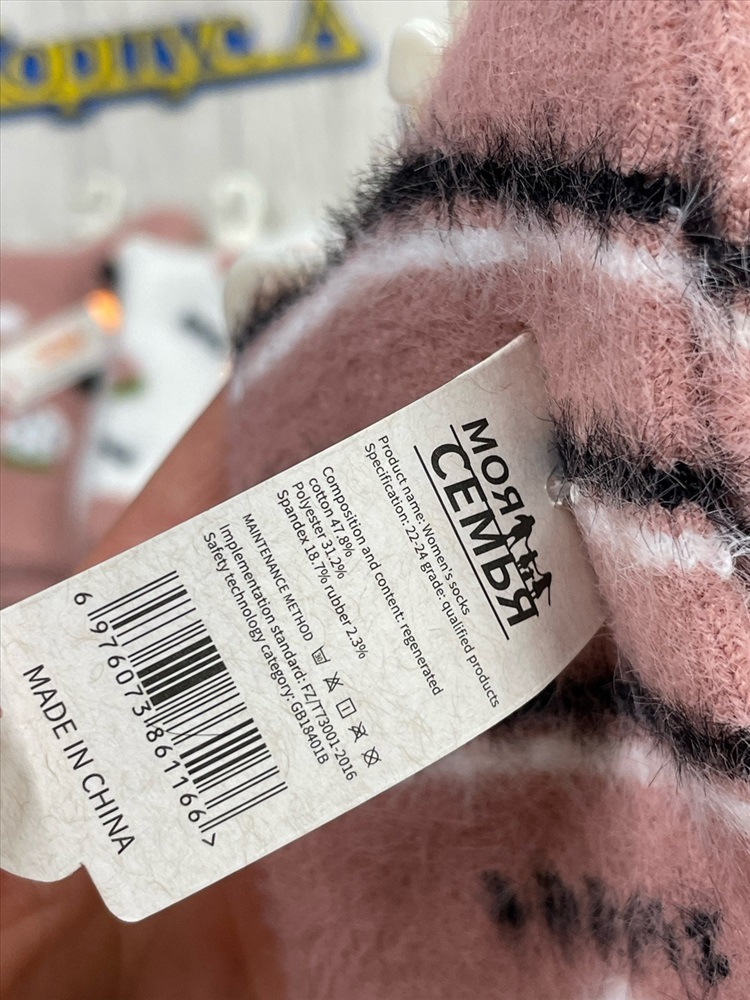 Корпус.А
МОЯ
СЕМЬЯ
Product name: Women's socks
Specification: 22-24 grade: qualified products
Composition and content: regenerated
cotton 47.8%
Polyester 31.2%
Spandex 18.7% rubber 2.3%
MAINTENANCE METHOD
Implementation standard: FZ/T73001-2016
Safety technology category: GB18401B
6 976073 861166 >
MADE IN CHINA